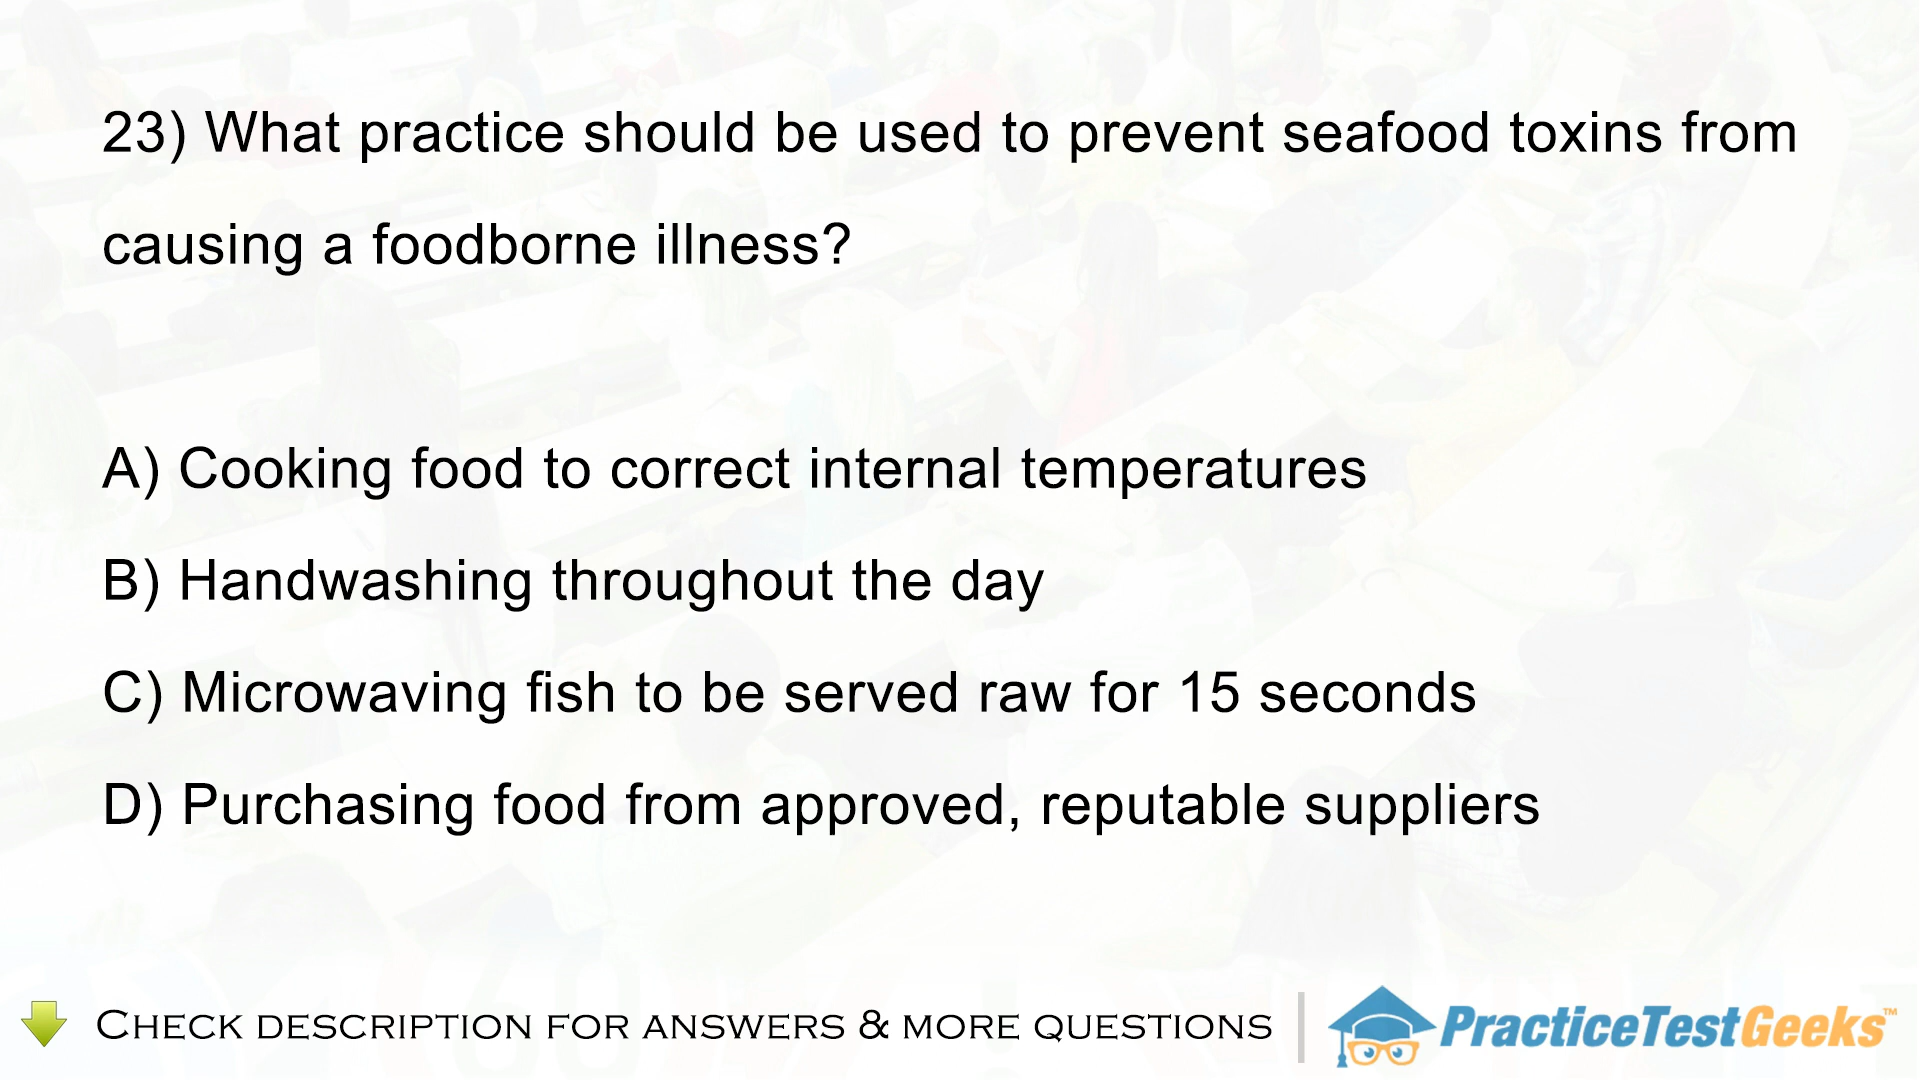 23) What practice should be used to prevent seafood toxins from
causing a foodborne illness?
A) Cooking food to correct internal temperatures
B) Handwashing throughout the day
C) Microwaving fish to be served raw for 15 seconds
D) Purchasing food from approved, reputable suppliers
Check description for answers & more questions
PracticeTestGeeks™